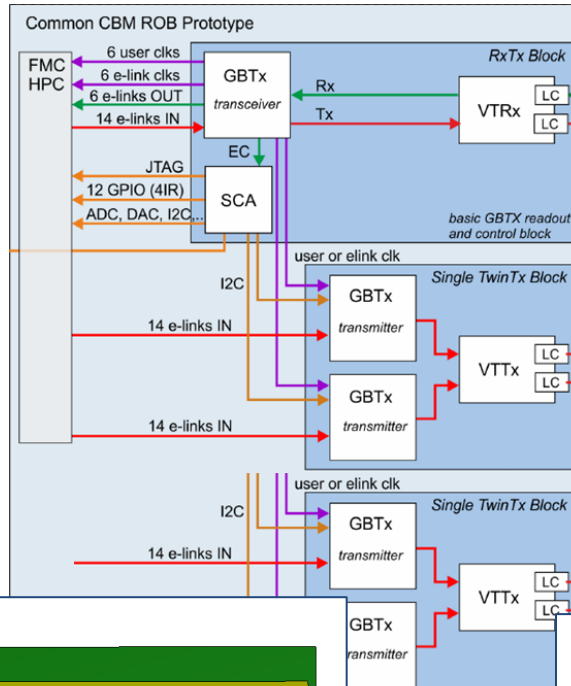 Common CBM ROB Prototype
FMC
HPC
6 user clks
6 e-link clks
6 e-links OUT
14 e-links IN
GBTx
transceiver
RxTx Block
Rx
Tx
VTRx
LC
LC
EC
JTAG
12 GPIO (4IR)
ADC, DAC, I2C,..
SCA
basic GBTX readout
and control block
user or elink clk
I2C
Single TwinTx Block
GBTx
transmitter
14 e-links IN
VTTx
LC
LC
GBTx
transmitter
14 e-links IN
user or elink clk
I2C
Single TwinTx Block
GBTx
transmitter
14 e-links IN
VTTx
LC
LC
GBTx
ransmitter